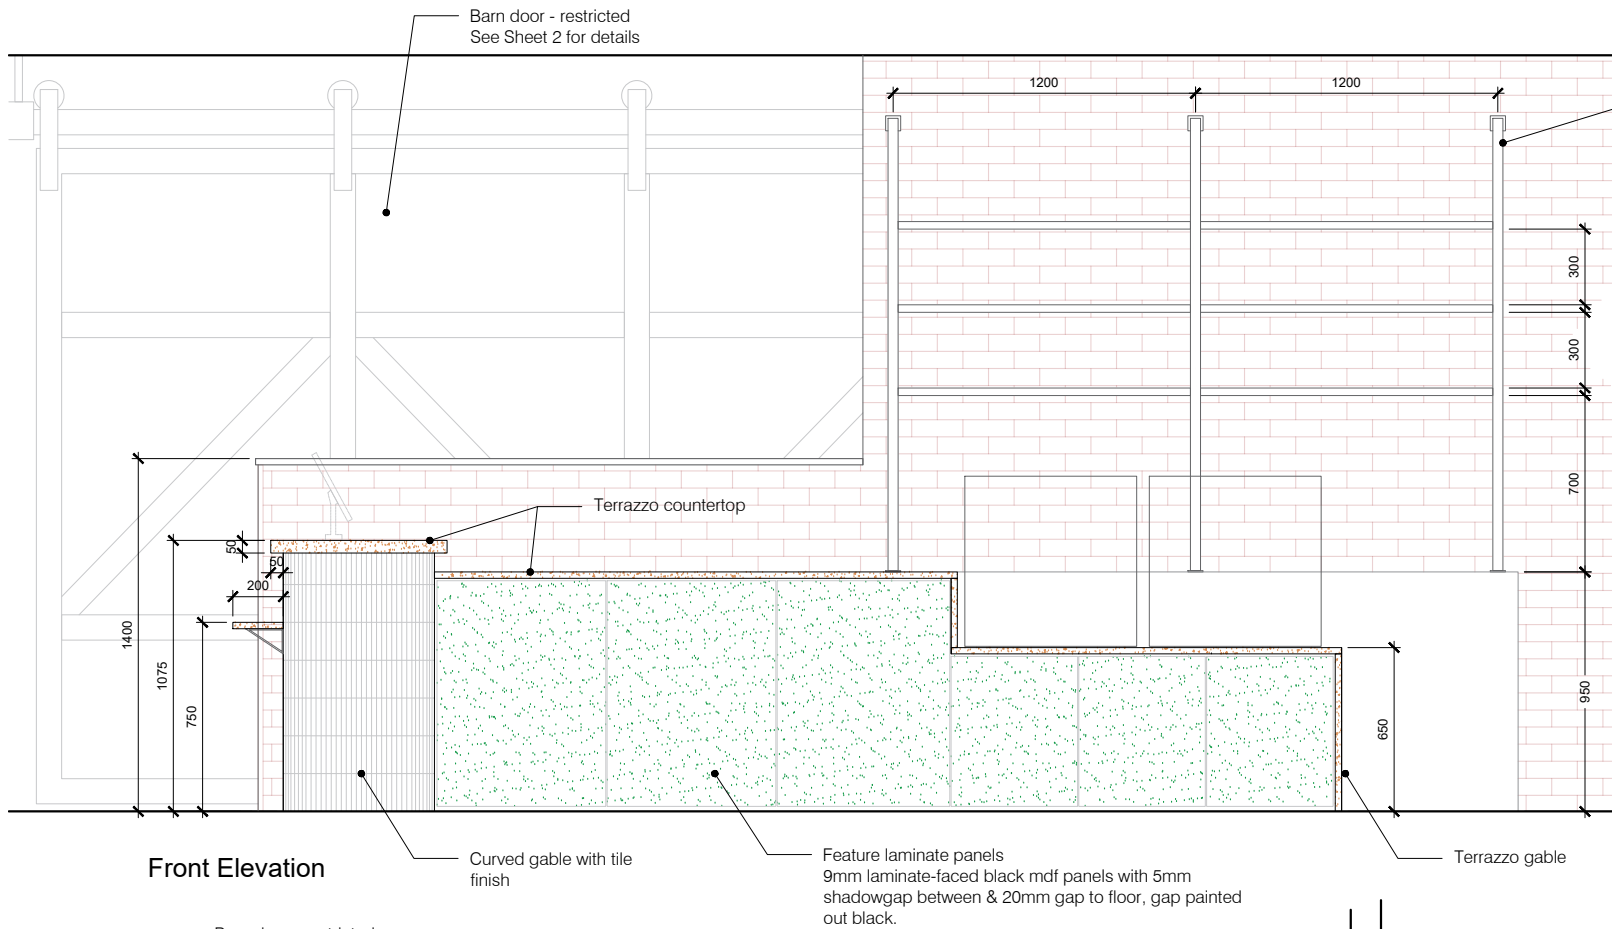 Barn door - restricted
See Sheet 2 for details
1200
1200
300
300
700
950
650
Terrazzo countertop
50
50
200
1400
1075
750
Front Elevation
Curved gable with tile
finish
Feature laminate panels
9mm laminate-faced black mdf panels with 5mm
shadowgap between & 20mm gap to floor, gap painted
out black.
Terrazzo gable